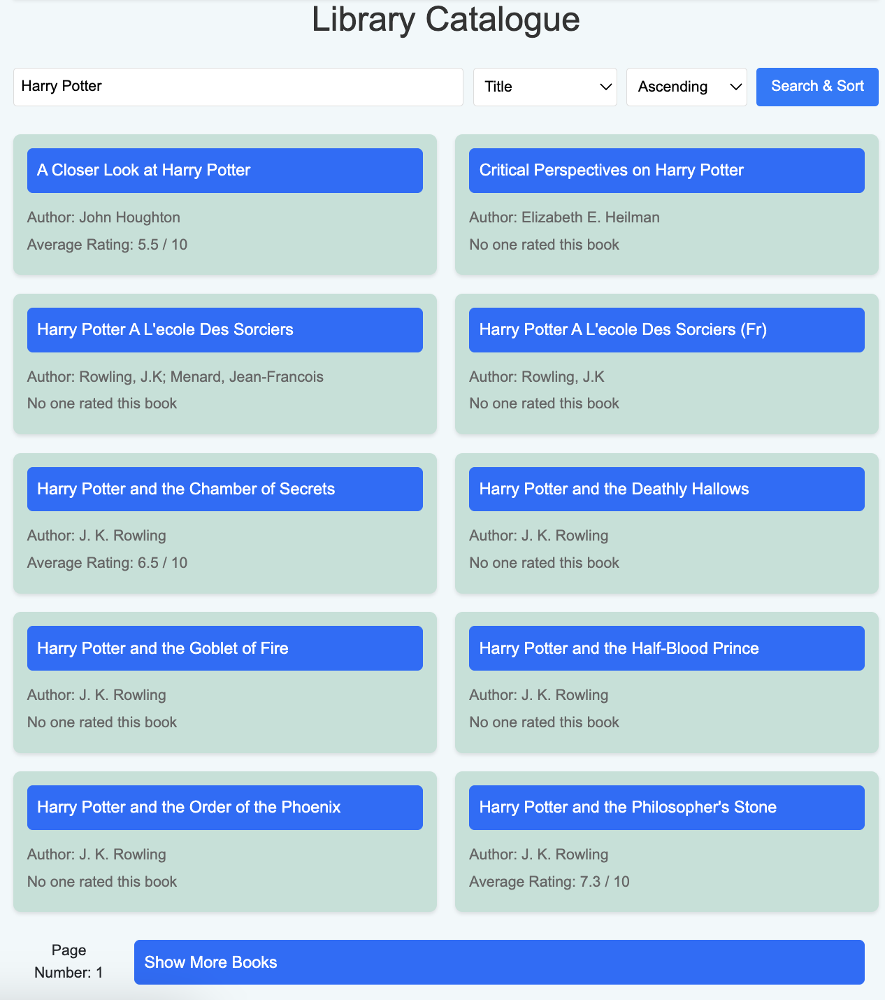 Library Catalogue
Harry Potter
Title
Ascending
Search & Sort
A Closer Look at Harry Potter
Author: John Houghton
Average Rating: 5.5 / 10
Critical Perspectives on Harry Potter
Author: Elizabeth E. Heilman
No one rated this book
Harry Potter A L'ecole Des Sorciers
Author: Rowling, J.K; Menard, Jean-Francois
No one rated this book
Harry Potter A L'ecole Des Sorciers (Fr)
Author: Rowling, J.K
No one rated this book
Harry Potter and the Chamber of Secrets
Author: J. K. Rowling
Average Rating: 6.5 / 10
Harry Potter and the Deathly Hallows
Author: J. K. Rowling
No one rated this book
Harry Potter and the Goblet of Fire
Author: J. K. Rowling
No one rated this book
Harry Potter and the Half-Blood Prince
Author: J. K. Rowling
No one rated this book
Harry Potter and the Order of the Phoenix
Author: J. K. Rowling
No one rated this book
Harry Potter and the Philosopher's Stone
Author: J. K. Rowling
Average Rating: 7.3 / 10
Page
Number: 1
Show More Books